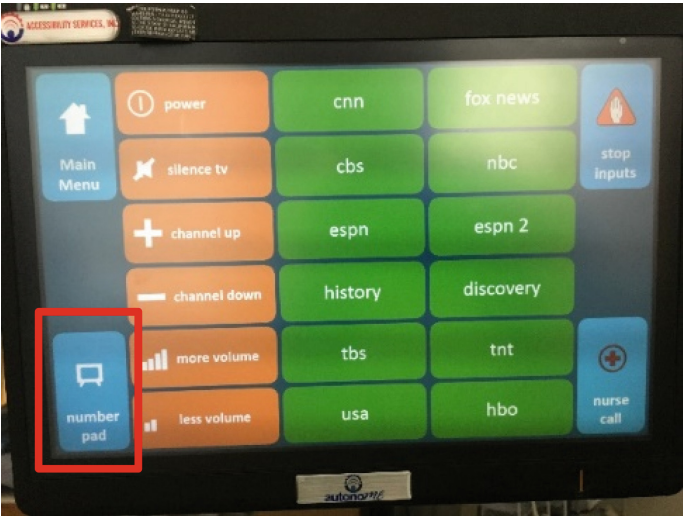 ACCESSIBILITY SERVICES, INC.
Main
Menu
power
cnn
fox news
stop
inputs
silence tv
cbs
nbc
channel up
espn
espn 2
channel down
history
discovery
number
pad
more volume
tbs
tnt
nurse
call
less volume
usa
hbo
autonoME